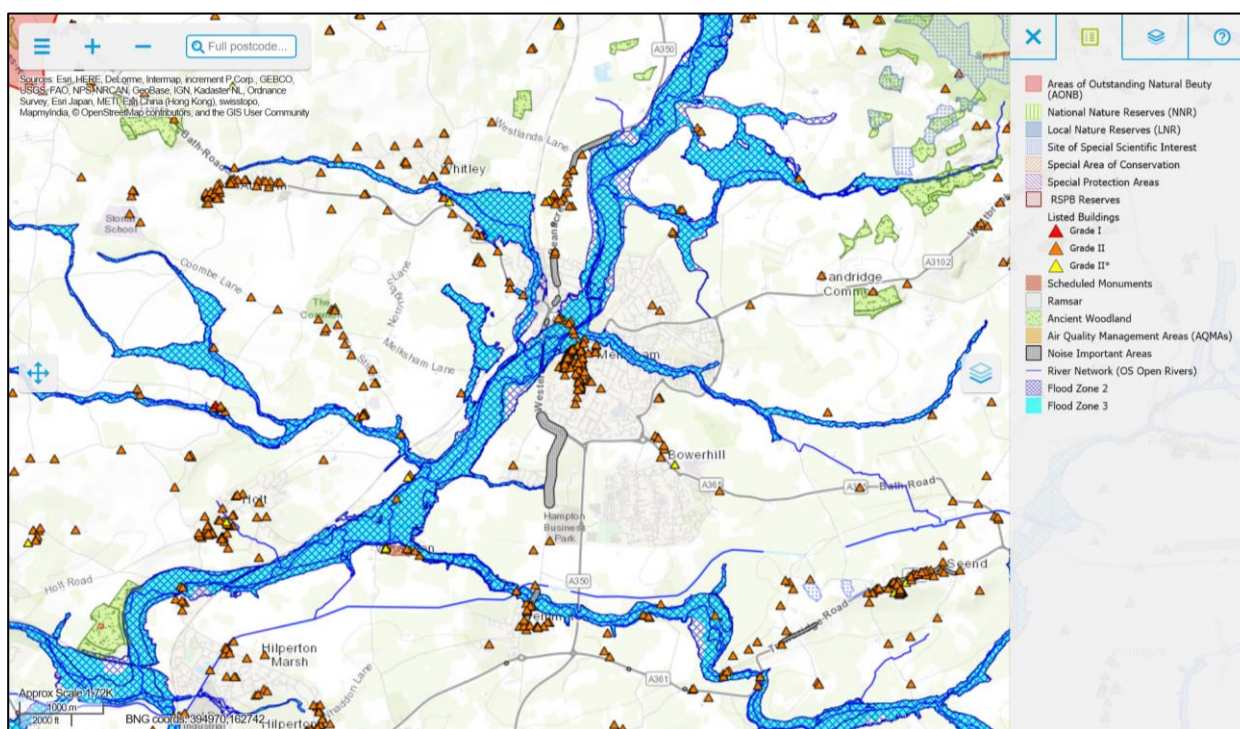 Full postcode...
Sources: Esri, HERE, DeLorme, Intermap, increment P Corp., GEBCO,
USGS, FAO, NPS, NRCAN, GeoBase, IGN, Kadaster NL, Ordnance
Survey, Esri Japan, METI, Esri China (Hong Kong), swisstopo,
MapmyIndia, © OpenStreetMap contributors, and the GIS User Community
A350
Westlands Lane
Bath Road
Whitley
School
Coombe Lane
Lane
The
Common
Melksham Lane
A3102
Sandridge
Common
Melksham
Bowerhill
A365
Bath Road
Holt
Hampton
Business
Park
Holt Road
A350
Seend
Hilperton
Marsh
A361
Approx Scale 1:72K
1000 m
2000 ft
BNG coords: 394970,162742
Areas of Outstanding Natural Beuty
(AONB)
National Nature Reserves (NNR)
Local Nature Reserves (LNR)
Site of Special Scientific Interest
Special Area of Conservation
Special Protection Areas
RSPB Reserves
Listed Buildings
Grade I
Grade II
Grade II*
Scheduled Monuments
Ramsar
Ancient Woodland
Air Quality Management Areas (AQMAs)
Noise Important Areas
River Network (OS Open Rivers)
Flood Zone 2
Flood Zone 3